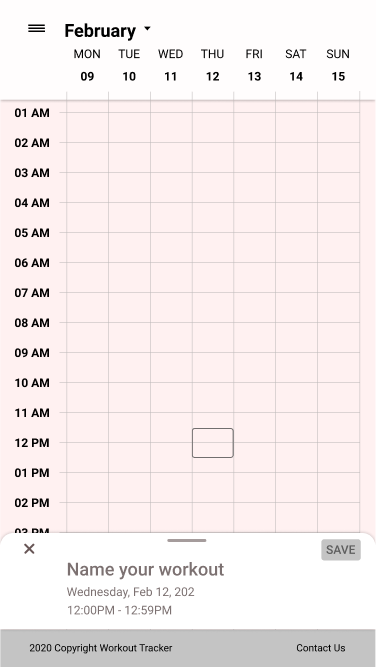 February
MON TUE WED THU FRI SAT SUN
09 10 11 12 13 14 15
01 AM
02 AM
03 AM
04 AM
05 AM
06 AM
07 AM
08 AM
09 AM
10 AM
11 AM
12 PM
01 PM
02 PM
03 PM
SAVE
Name your workout
Wednesday, Feb 12, 202
12:00PM - 12:59PM
2020 Copyright Workout Tracker Contact Us